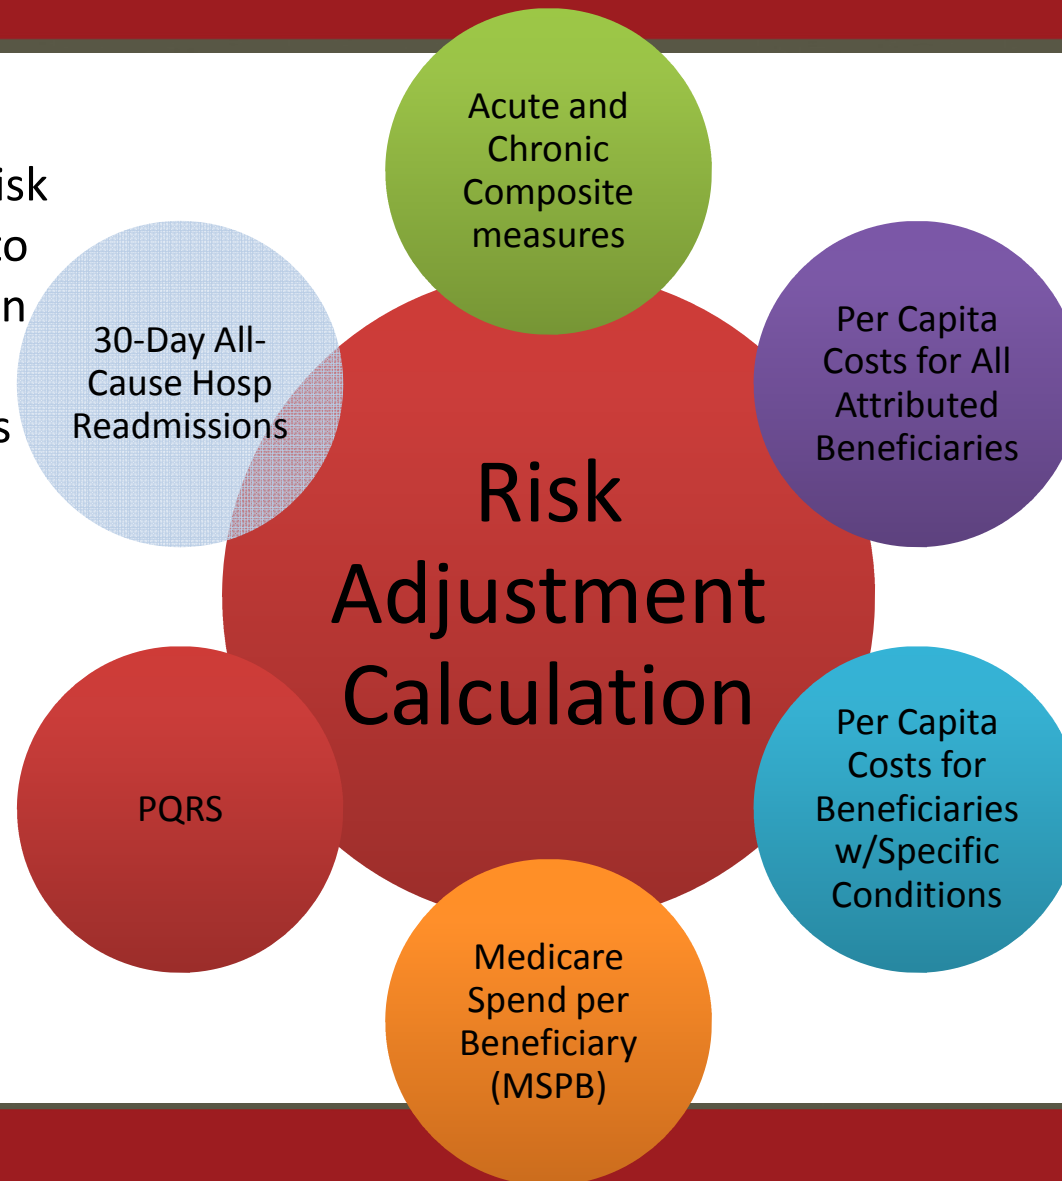 to
Acute and
Chronic
Composite
measures
Per Capita
Costs for All
Attributed
Beneficiaries
30-Day All-
Cause Hosp
Readmissions
Risk
Adjustment
Calculation
PQRS
Per Capita
Costs for
Beneficiaries
w/Specific
Conditions
Medicare
Spend per
Beneficiary
(MSPB)